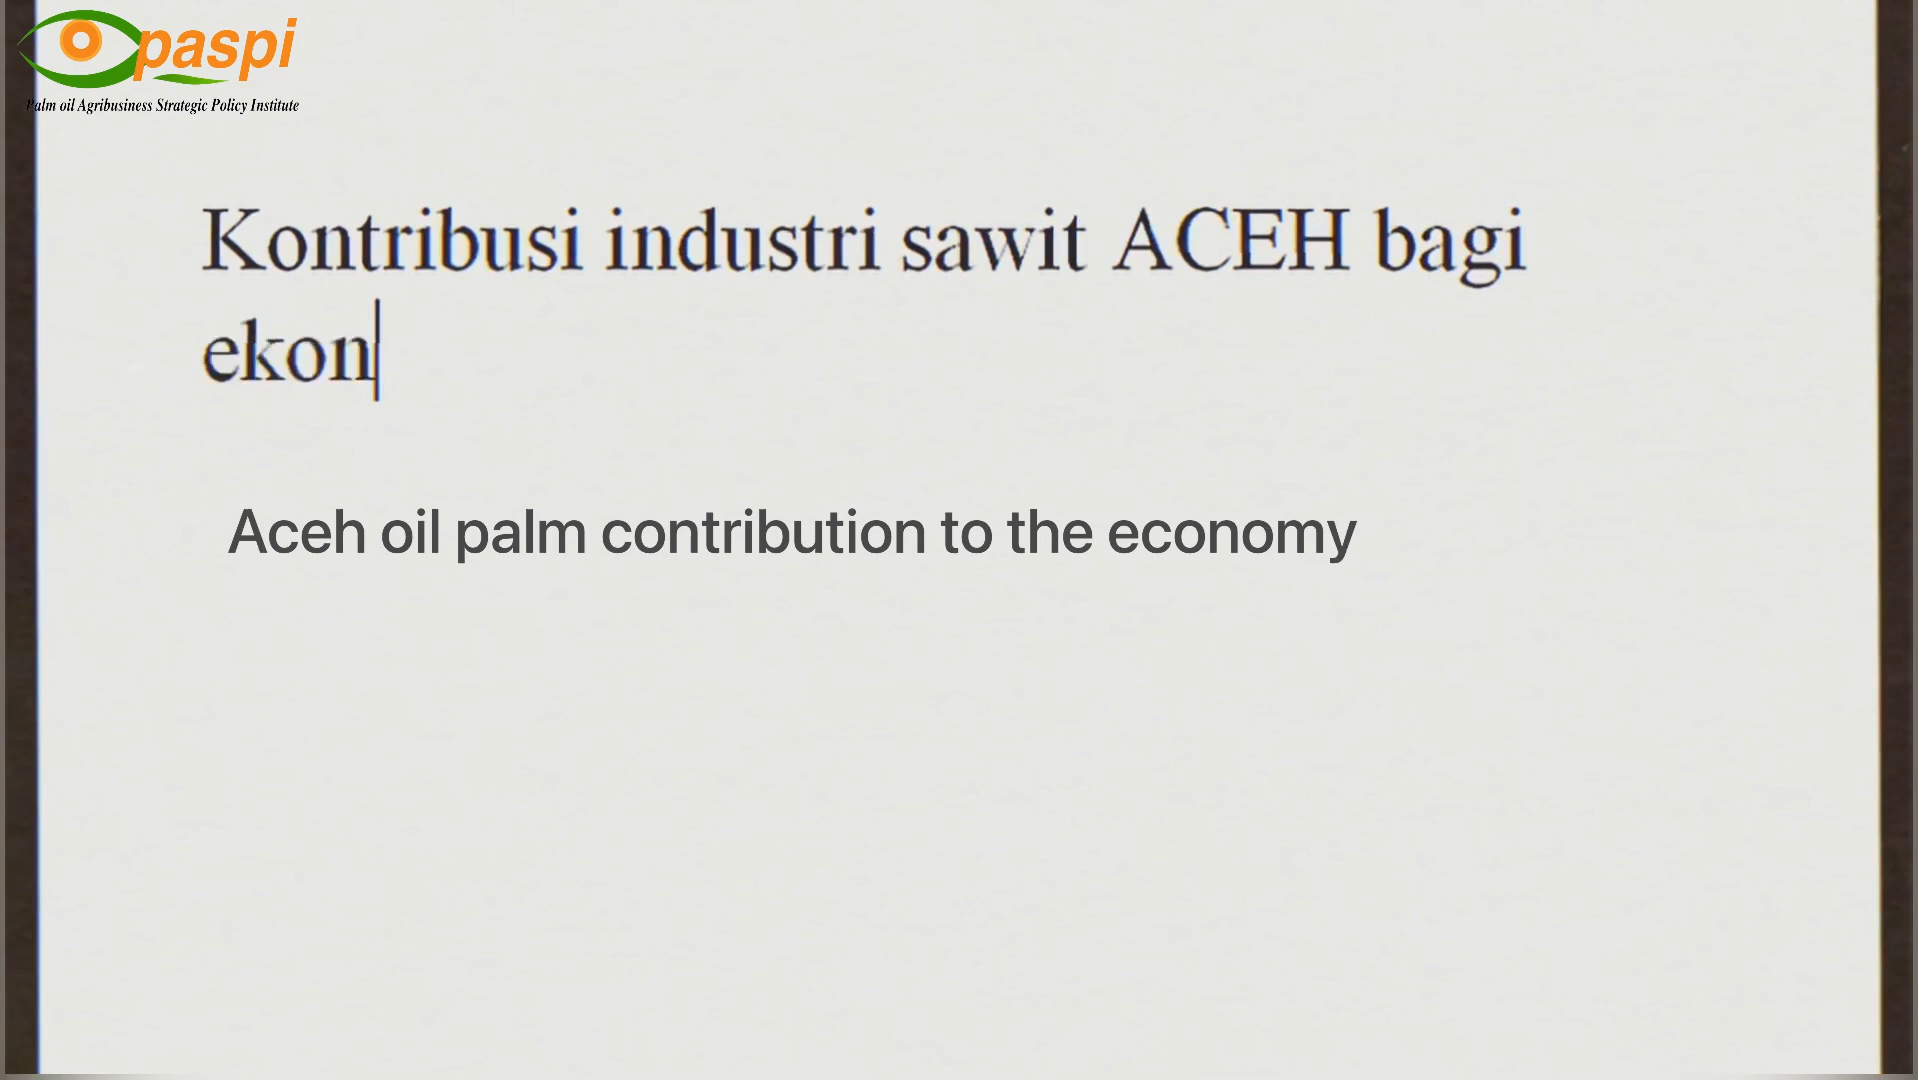 paspi
Palm oil Agribusiness Strategic Policy Institute
Kontribusi industri sawit ACEH bagi
ekon
Aceh oil palm contribution to the economy